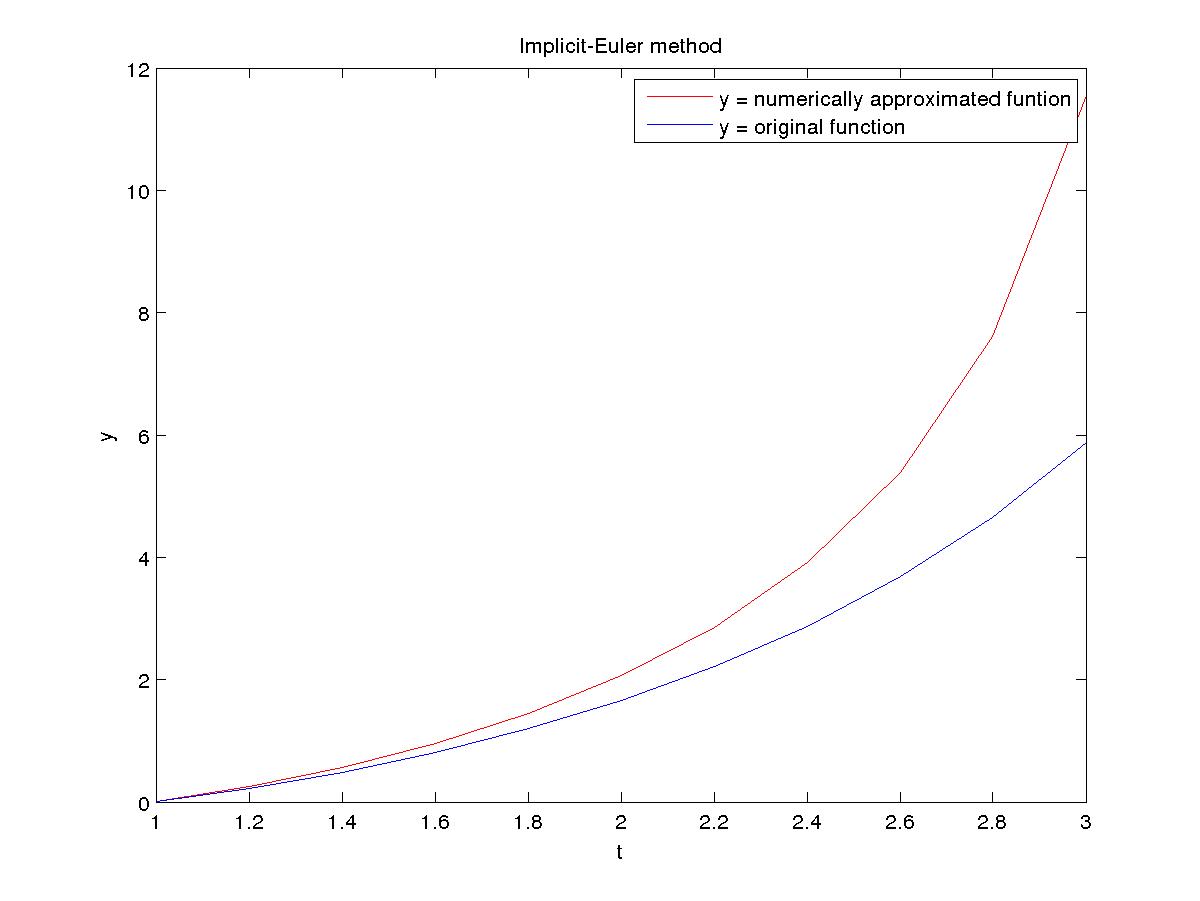 Implicit-Euler method
y = numerically approximated funtion
y = original function
12
10
8
6
4
2
0
y
1 1.2 1.4 1.6 1.8 2 2.2 2.4 2.6 2.8 3
t